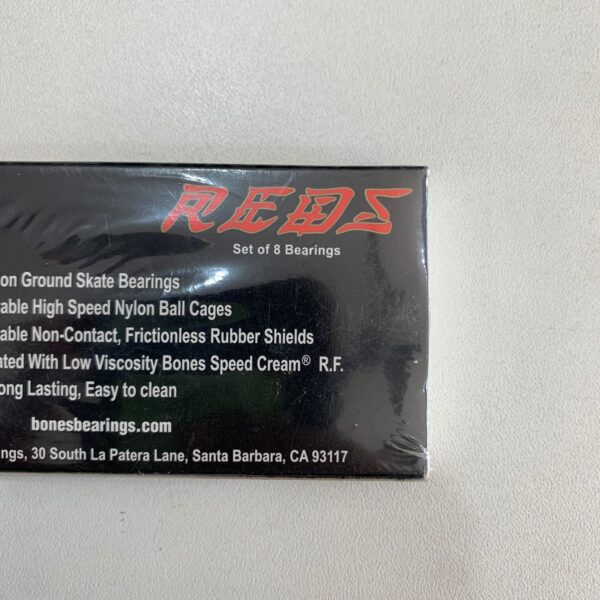 REDS
Set of 8 Bearings
on Ground Skate Bearings
able High Speed Nylon Ball Cages
able Non-Contact, Frictionless Rubber Shields
ated With Low Viscosity Bones Speed Cream® R.F.
ong Lasting, Easy to clean
bonesbearings.com
ngs, 30 South La Patera Lane, Santa Barbara, CA 93117